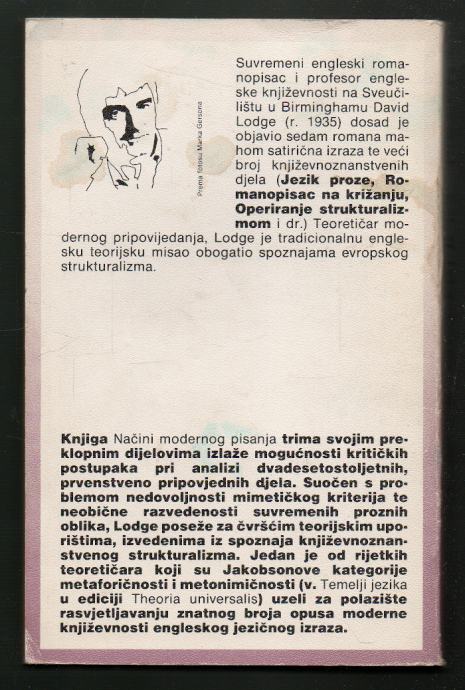 Suvremeni engleski roma-
nopisac i profesor engle-
ske književnosti na Sveuči-
lištu u Birminghamu David
Lodge (r. 1935) dosad je
objavio sedam romana ma-
hom satirična izraza te veći
broj književnoznanstvenih
djela (Jezik proze, Ro-
manopisac na križanju,
Operiranje strukturaliz-
mom i dr.) Teoretičar mo-
dernog pripovijedanja, Lodge je tradicionalnu engle-
sku teorijsku misao obogatio spoznajama evropskog
strukturalizma.
Prema fotosu Marka Gersona
Knjiga Načini modernog pisanja trima svojim pre-
klopnim dijelovima izlaže mogućnosti kritičkih
postupaka pri analizi dvadesetostoljetnih,
prvenstveno pripovjednih djela. Suočen s pro-
blemom nedovoljnosti mimetičkog kriterija te
neobične razvedenosti suvremenih proznih
oblika, Lodge poseže za čvršćim teorijskim upo-
rištima, izvedenima iz spoznaja književnoznan-
stvenog strukturalizma. Jedan je od rijetkih
teoretičara koji su Jakobsonove kategorije
metaforičnosti i metonimičnosti (v. Temelji jezika
u ediciji Theoria universalis) uzeli za polazište
rasvjetljavanju znatnog broja opusa moderne
književnosti engleskog jezičnog izraza.